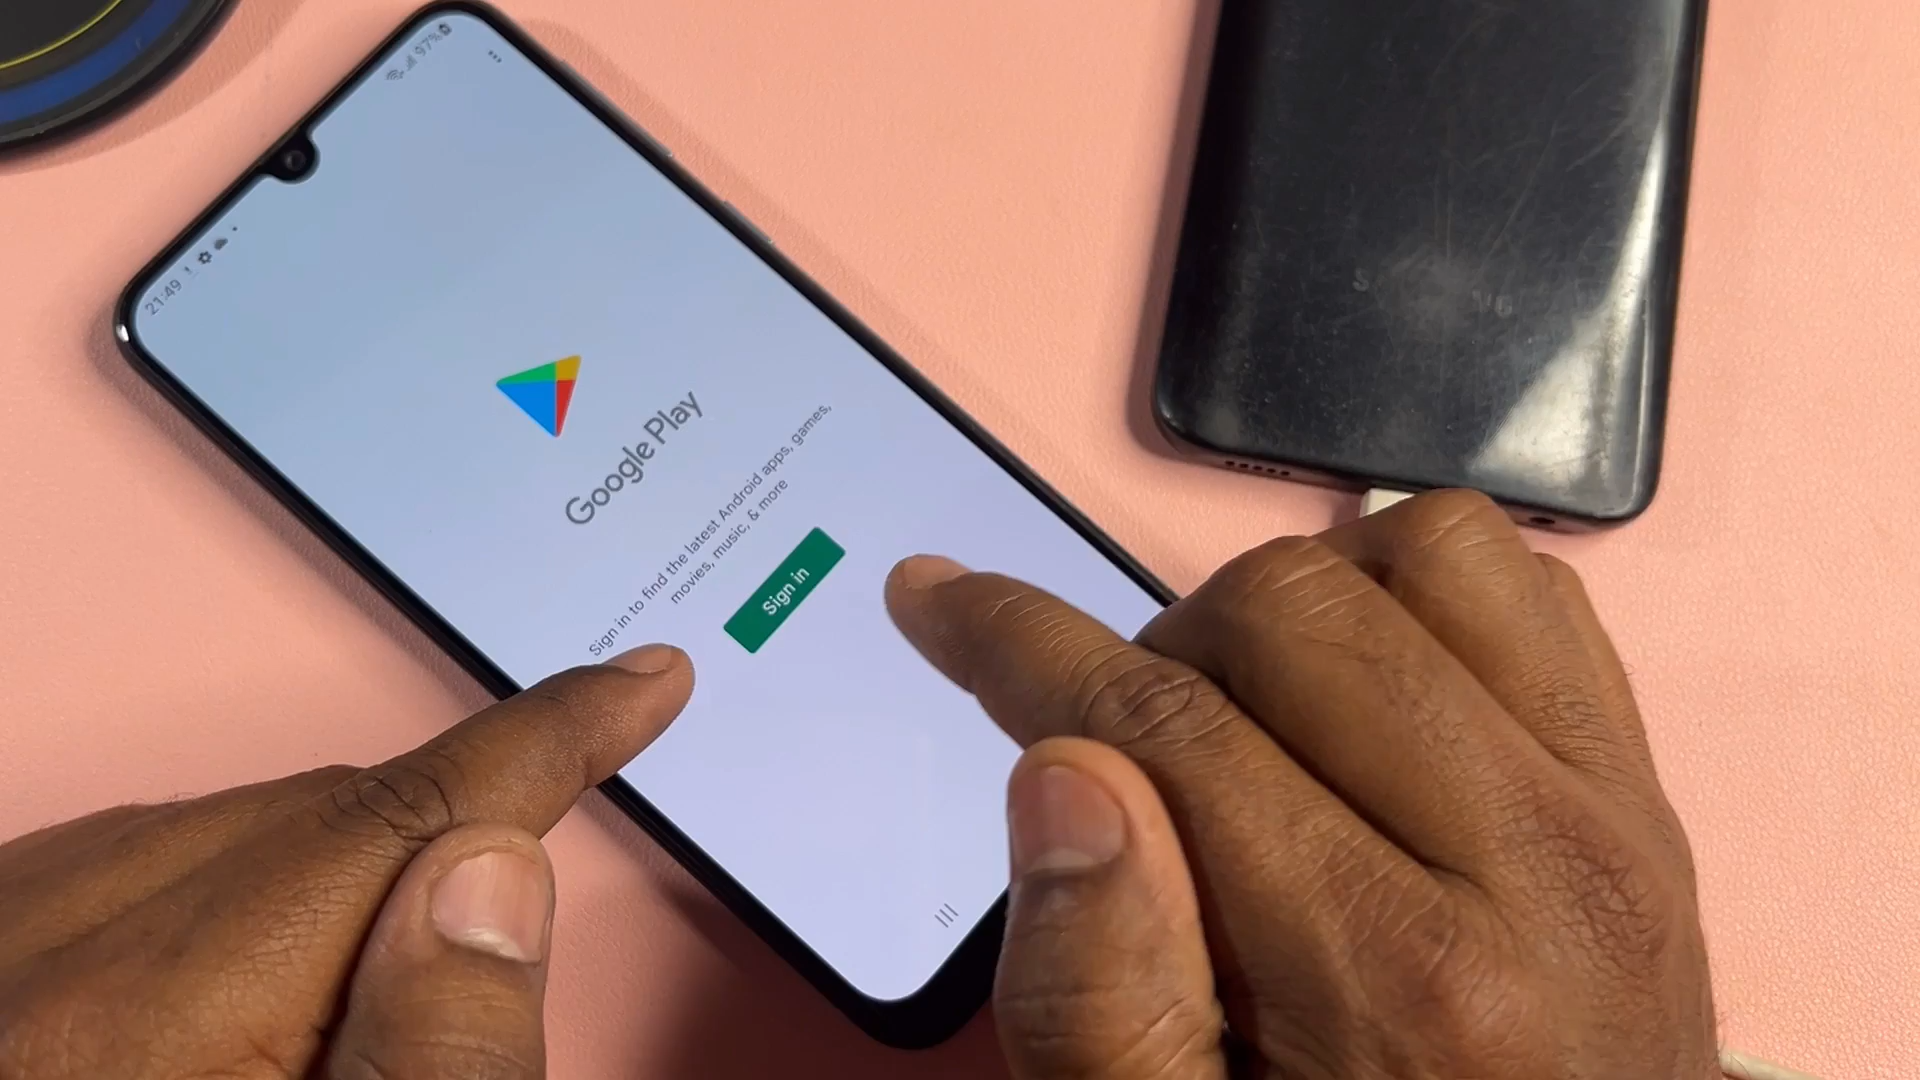 21:49
97%
Google Play
Sign in to find the latest Android apps, games,
movies, music, & more
Sign in